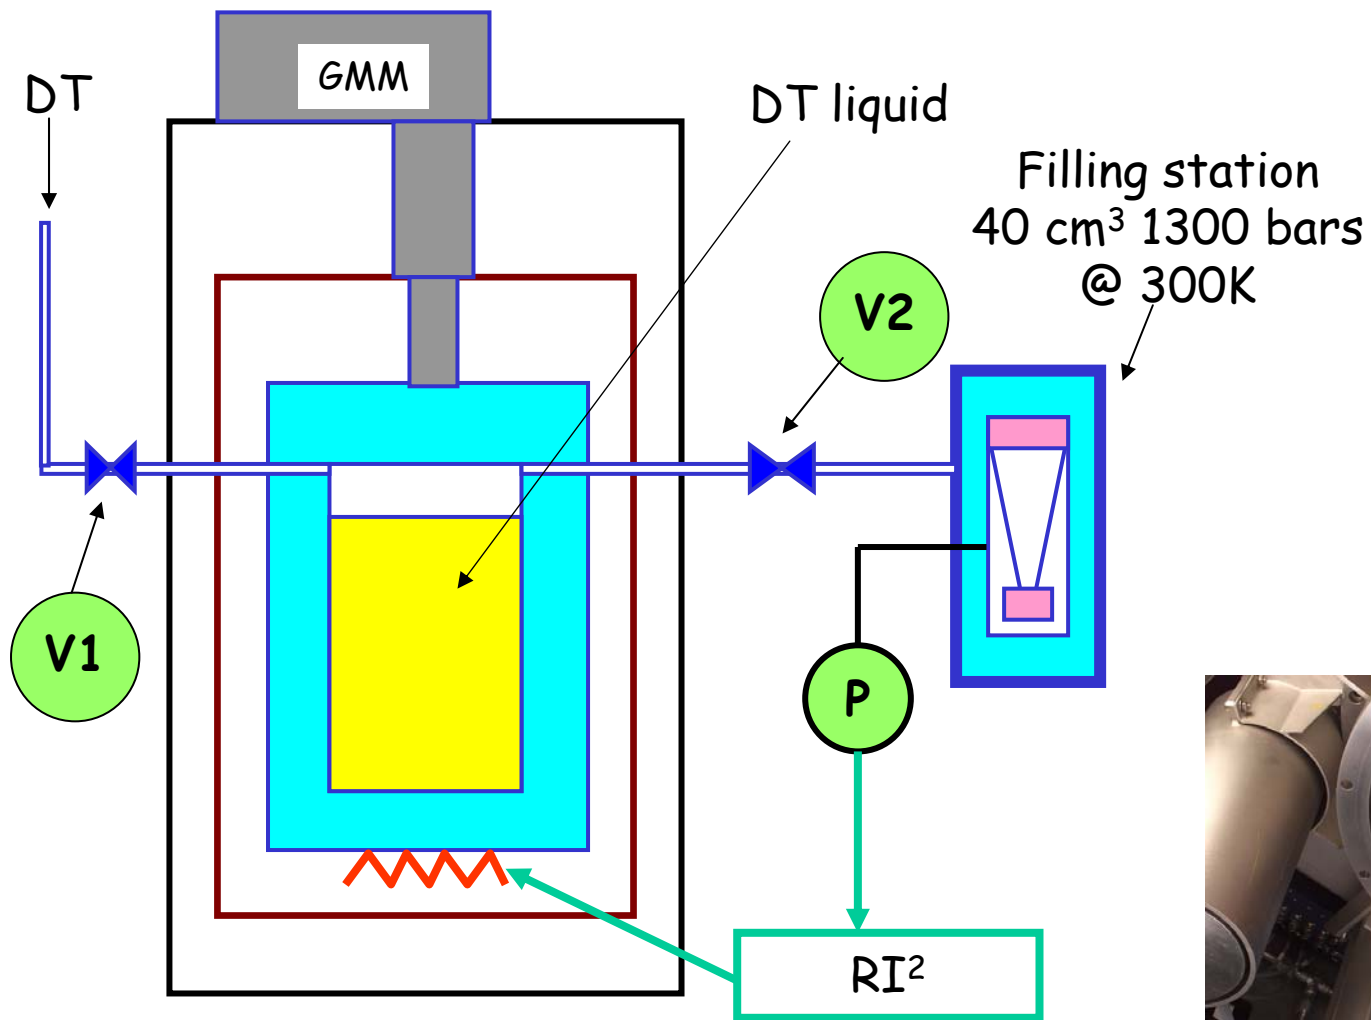 GMM
DT
DT liquid
Filling station
40 cm³ 1300 bars
@ 300K
V2
V1
P
RI²